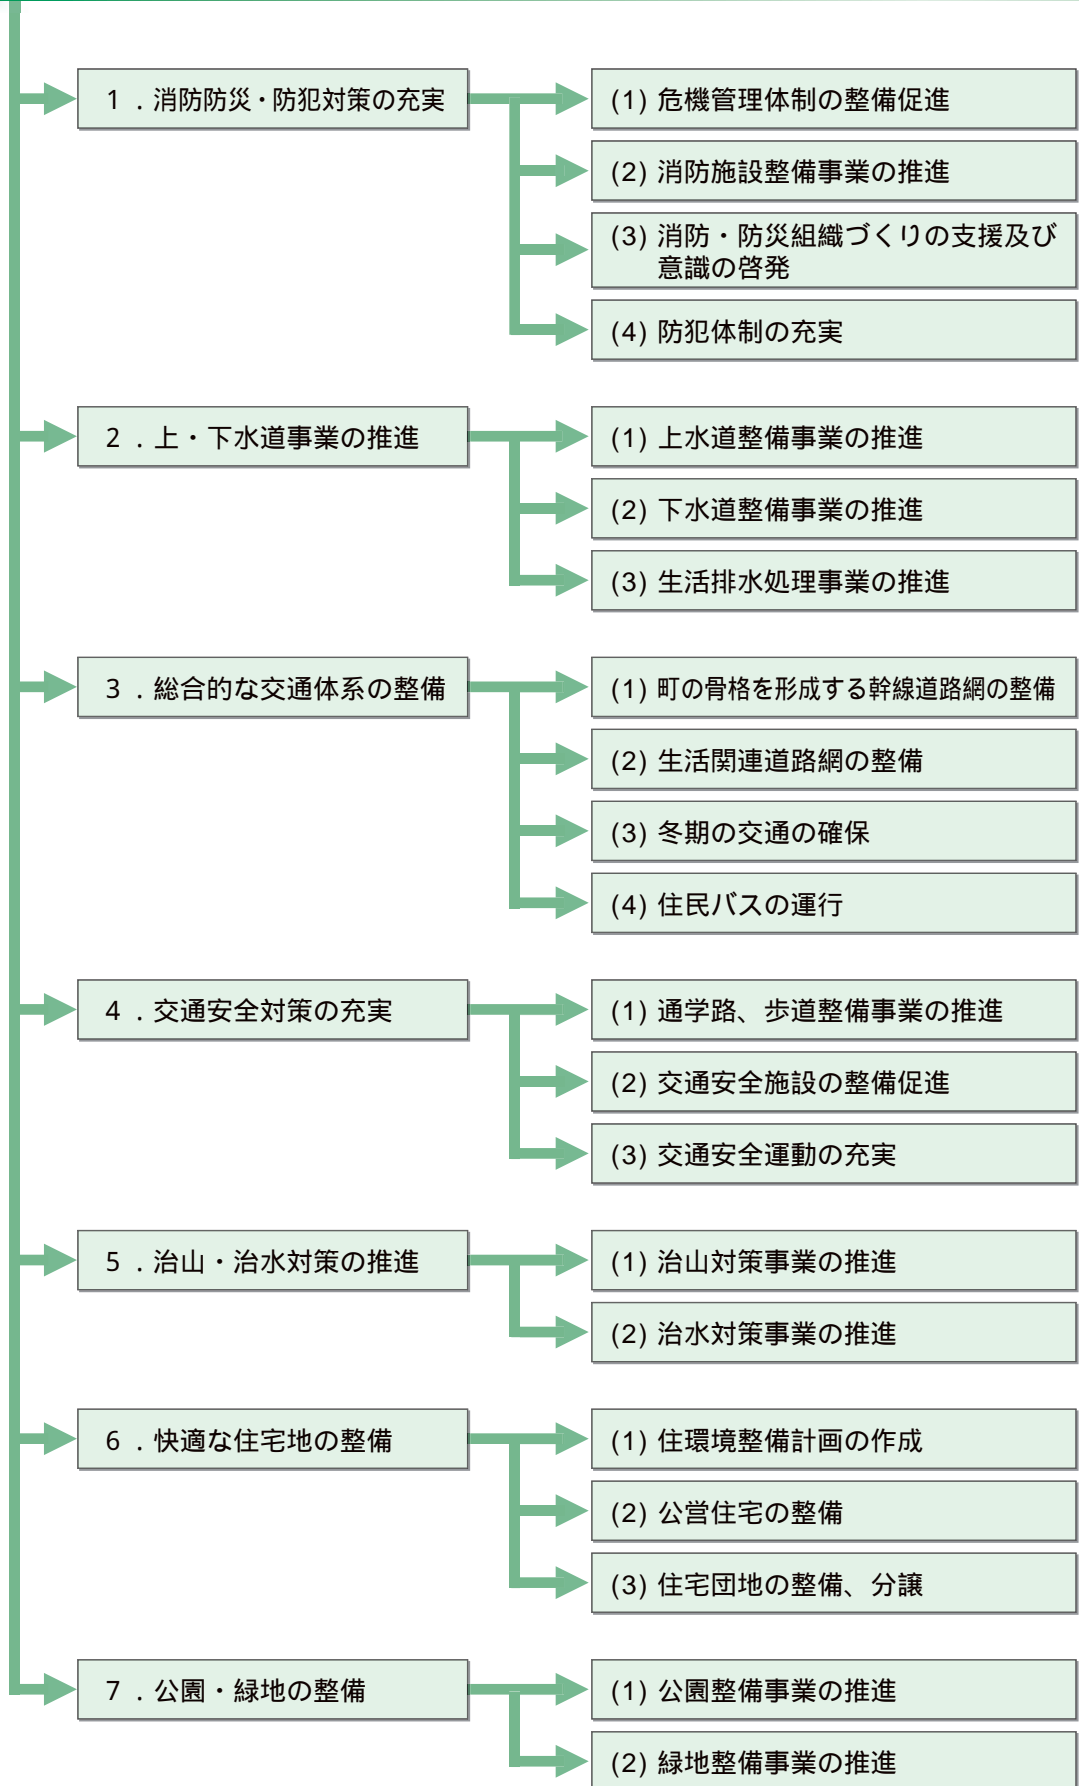 1．消防防災・防犯対策の充実
(1) 危機管理体制の整備促進
(2) 消防施設整備事業の推進
(3) 消防・防災組織づくりの支援及び
意識の啓発
(4) 防犯体制の充実
2．上・下水道事業の推進
(1) 上水道整備事業の推進
(2) 下水道整備事業の推進
(3) 生活排水処理事業の推進
3．総合的な交通体系の整備
(1) 町の骨格を形成する幹線道路網の整備
(2) 生活関連道路網の整備
(3) 冬期の交通の確保
(4) 住民バスの運行
4．交通安全対策の充実
(1) 通学路、歩道整備事業の推進
(2) 交通安全施設の整備促進
(3) 交通安全運動の充実
5．治山・治水対策の推進
(1) 治山対策事業の推進
(2) 治水対策事業の推進
6．快適な住宅地の整備
(1) 住環境整備計画の作成
(2) 公営住宅の整備
(3) 住宅団地の整備、分譲
7．公園・緑地の整備
(1) 公園整備事業の推進
(2) 緑地整備事業の推進